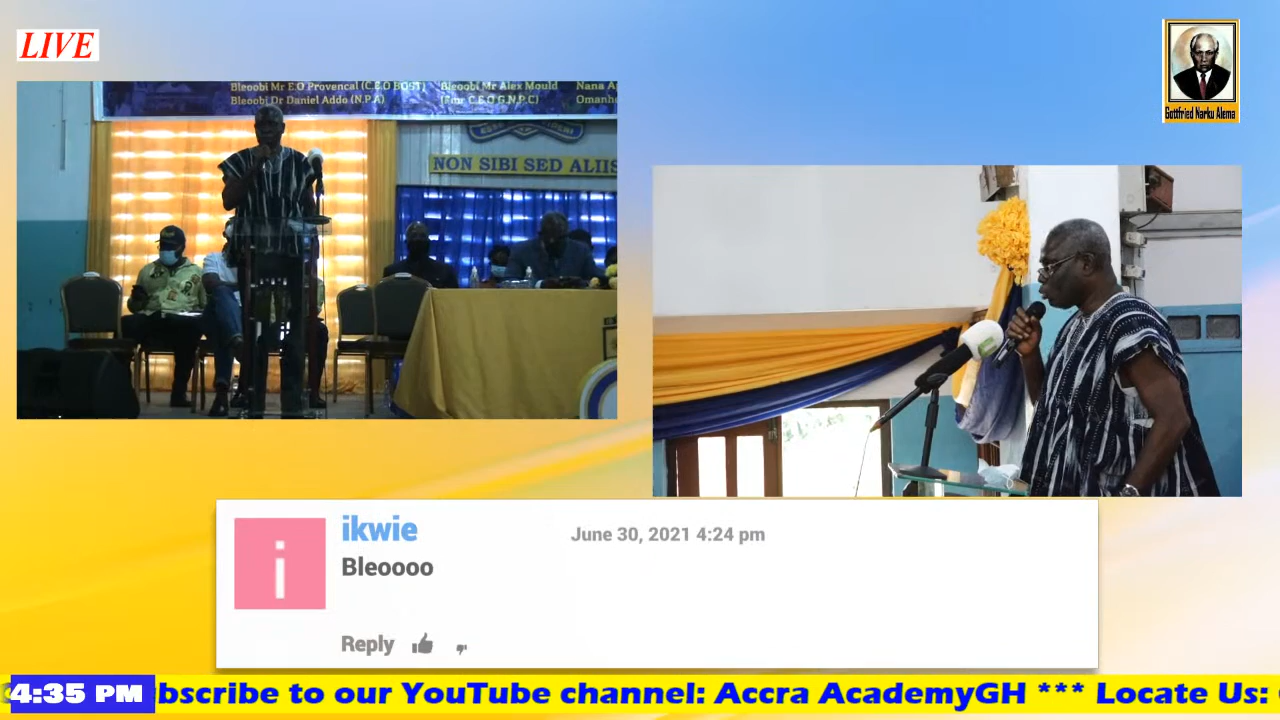 LIVE
Gottfried Narku Alema
Bleoobi Mr E.O Provencal (C.E.O BOST)
Bleoobi Dr Daniel Addo (N.P.A)
Bleoobi Mr Alex Mould
(Fmr C.E.O G.N.P.C)
Nana
NON SIBI SED ALIIS
ikwie
June 30, 2021 4:24 pm
Bleoooo
Reply
4:35 PM
bscribe to our YouTube channel: Accra AcademyGH *** Locate Us: